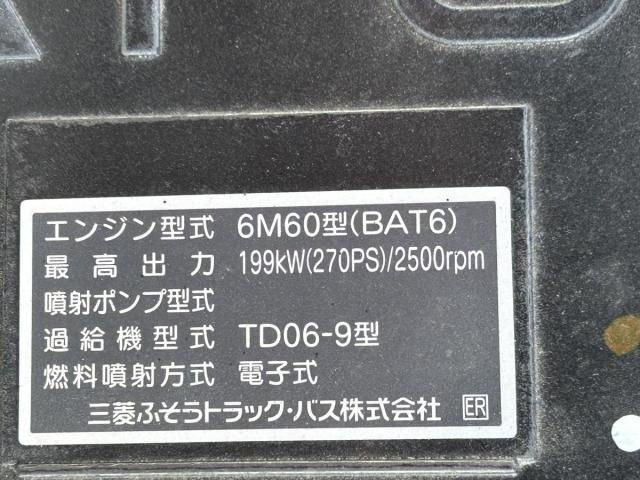 エンジン型式 6M60型(BAT6)
最高出力 199kW(270PS)/2500rpm
噴射ポンプ型式
過給機型式 TD06-9型
燃料噴射方式 電子式
三菱ふそうトラック・バス株式会社 ER